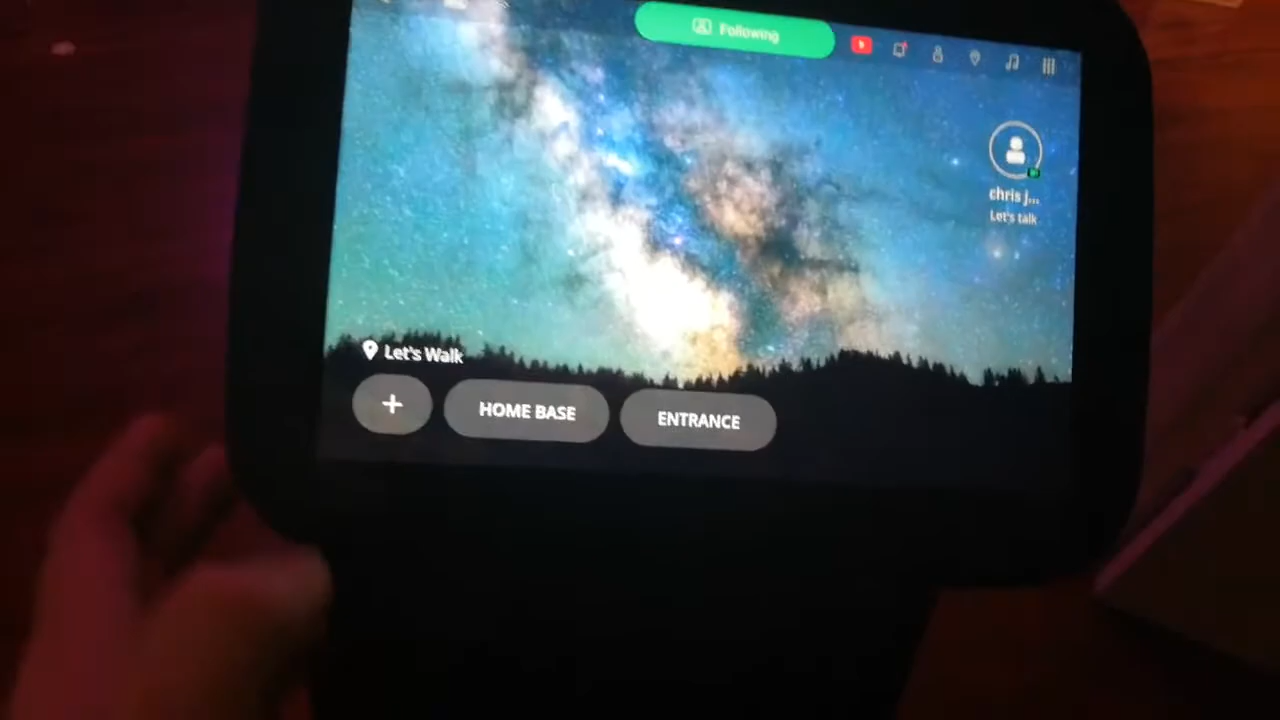 Following
chris j...
Let's talk
Let's Walk
+
HOME BASE
ENTRANCE